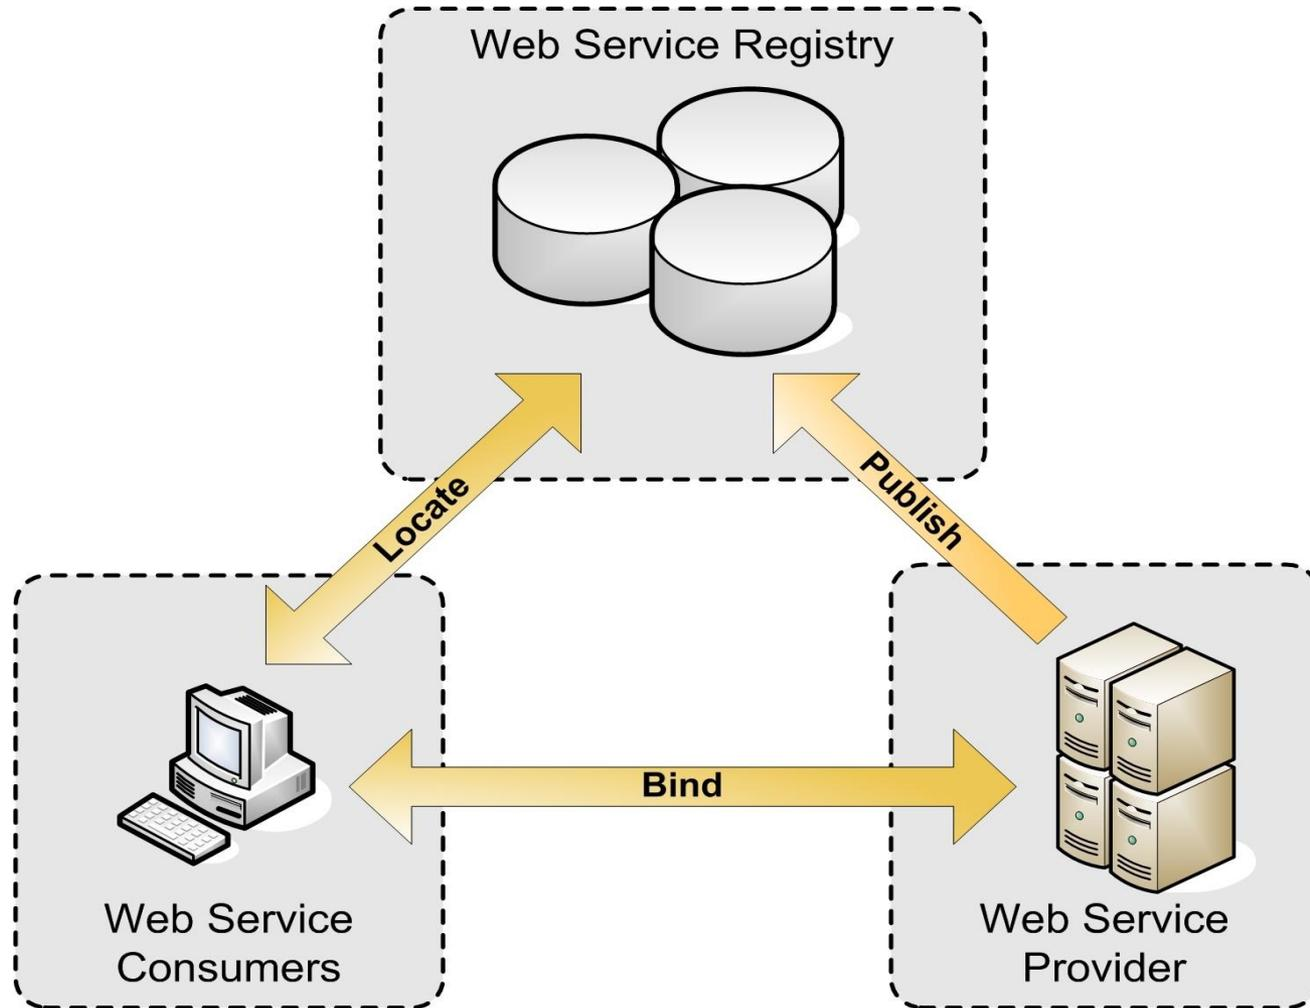 Web Service Registry
Locate
Publish
Bind
Web Service
Consumers
Web Service
Provider